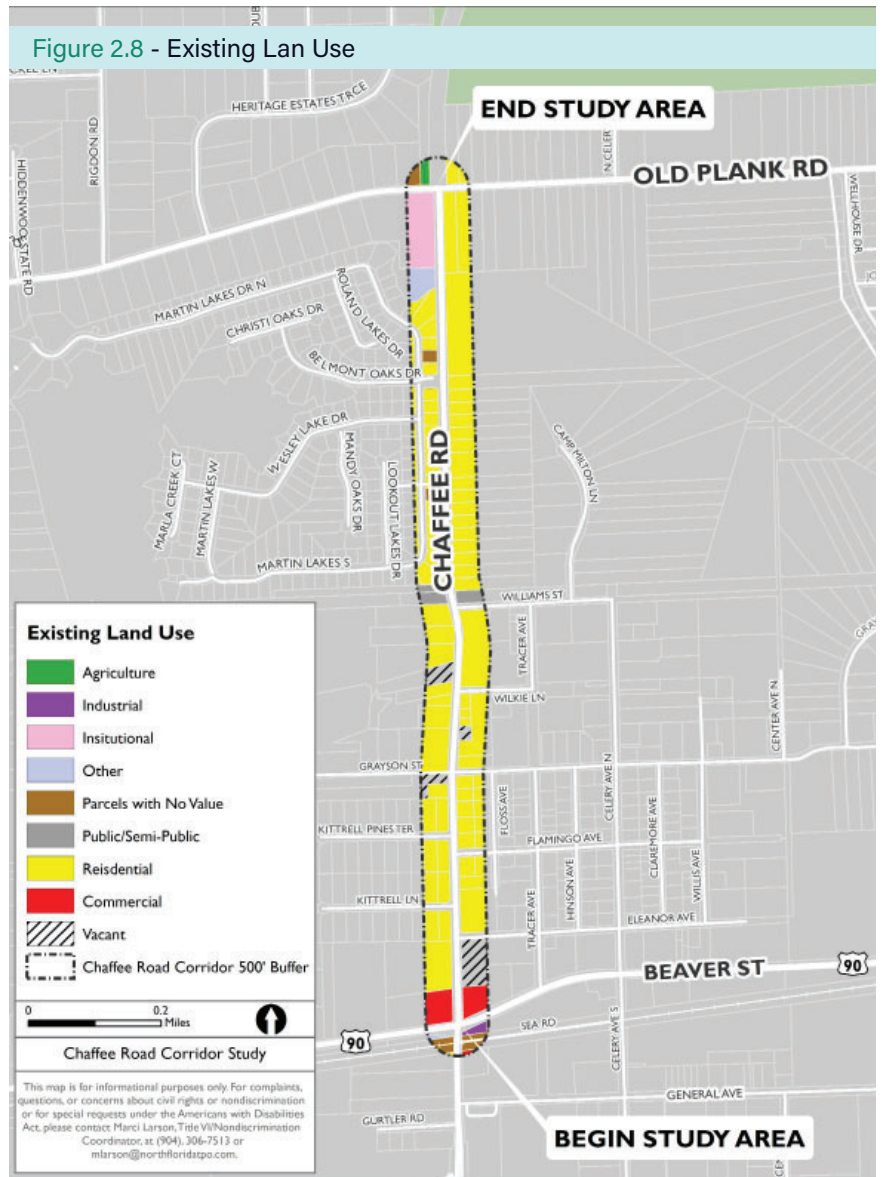 Figure 2.8 - Existing Lan Use
HERITAGE ESTATES TRCE
RIGDON RD
HIDDENWOOD STATE RD
END STUDY AREA
OLD PLANK RD
N CELER
WELLHOUSE DR
MARTIN LAKES DR N
ROLAND LAKES DR
CHRISTI OAKS DR
BELMONT OAKS DR
WESLEY LAKE DR
MANDY OAKS DR
LOOKOUT LAKES DR
MARLA CREEK CT
MARTIN LAKES W
MARTIN LAKES S
CHAFFEE RD
CAMP MILTON LN
WILLIAMS ST
TRACER AVE
WILKIE LN
GRAYSON ST
CENTER AVE N
CELERY AVE N
FLOSS AVE
KITTRELL PINES TER
FLAMINGO AVE
CLAREMORE AVE
WILLIS AVE
HINSON AVE
TRACER AVE
KITTRELL LN
ELEANOR AVE
BEAVER ST
90
90
SEA RD
CELERY AVE S
GENERAL AVE
GURTLER RD
BEGIN STUDY AREA
Existing Land Use
Agriculture
Industrial
Insitutional
Other
Parcels with No Value
Public/Semi-Public
Reisdential
Commercial
Vacant
Chaffee Road Corridor 500' Buffer
0 0.2
Miles
Chaffee Road Corridor Study
This map is for informational purposes only. For complaints,
questions, or concerns about civil rights or nondiscrimination
or for special requests under the Americans with Disabilities
Act, please contact Marci Larson, Title VI/Nondiscrimination
Coordinator, at (904). 306-7513 or
mlarson@northfloridatpo.com.